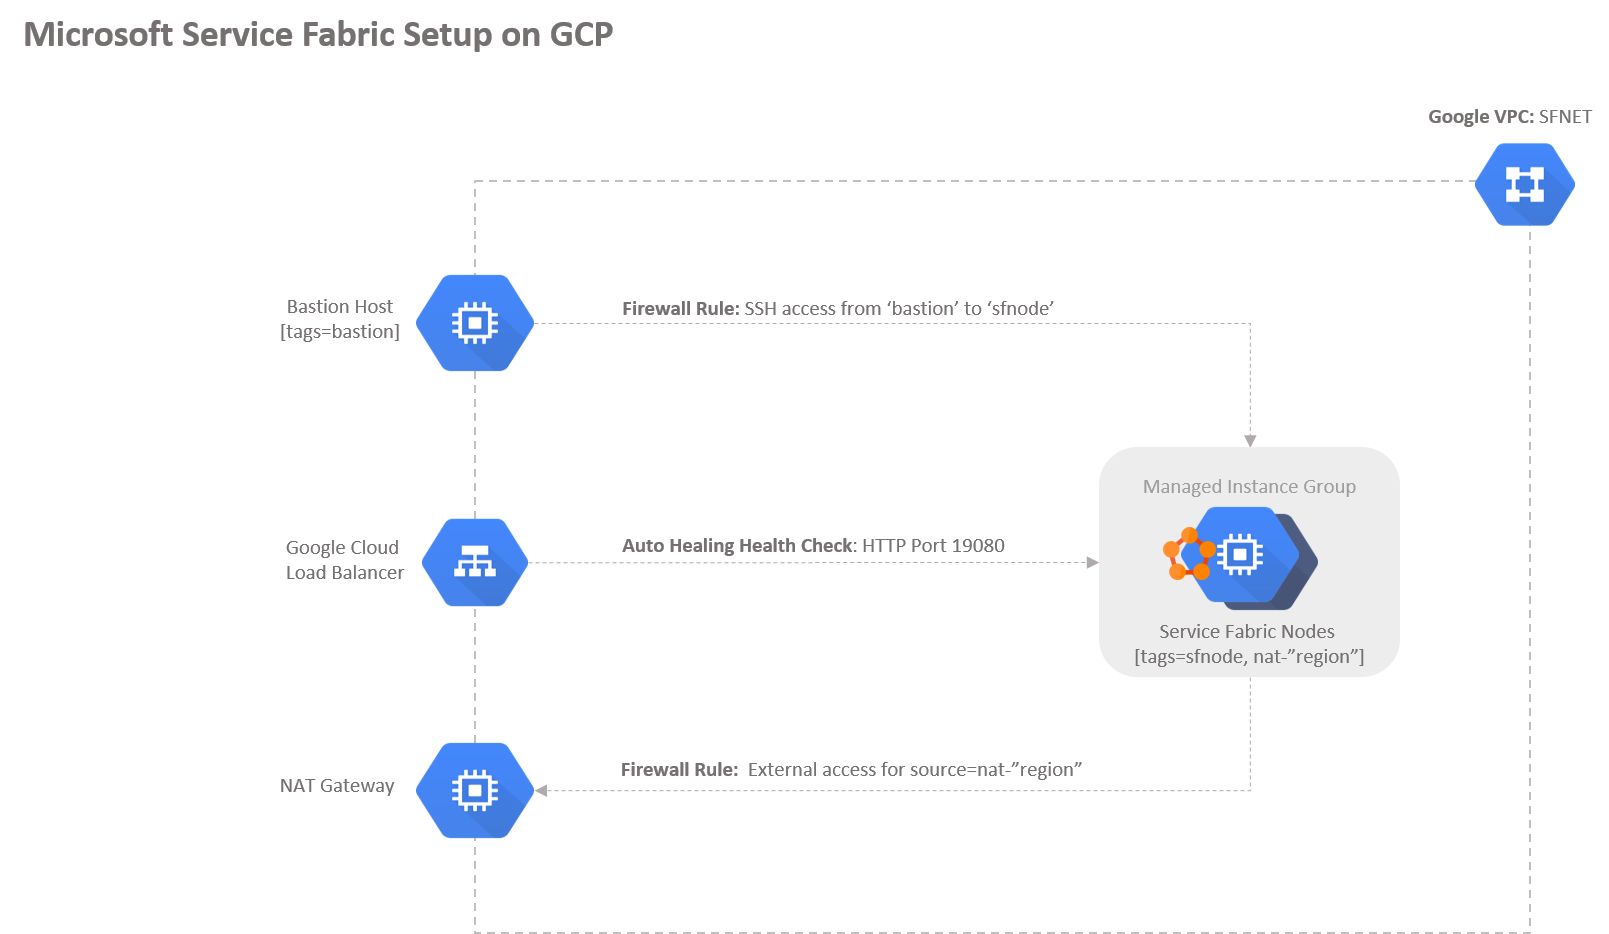 Microsoft Service Fabric Setup on GCP
Google VPC: SFNET
Bastion Host
[tags=bastion]
Firewall Rule: SSH access from ‘bastion’ to ‘sfnode’
Managed Instance Group
Google Cloud
Load Balancer
Auto Healing Health Check: HTTP Port 19080
Service Fabric Nodes
[tags=sfnode, nat-”region”]
NAT Gateway
Firewall Rule:  External access for source=nat-”region”